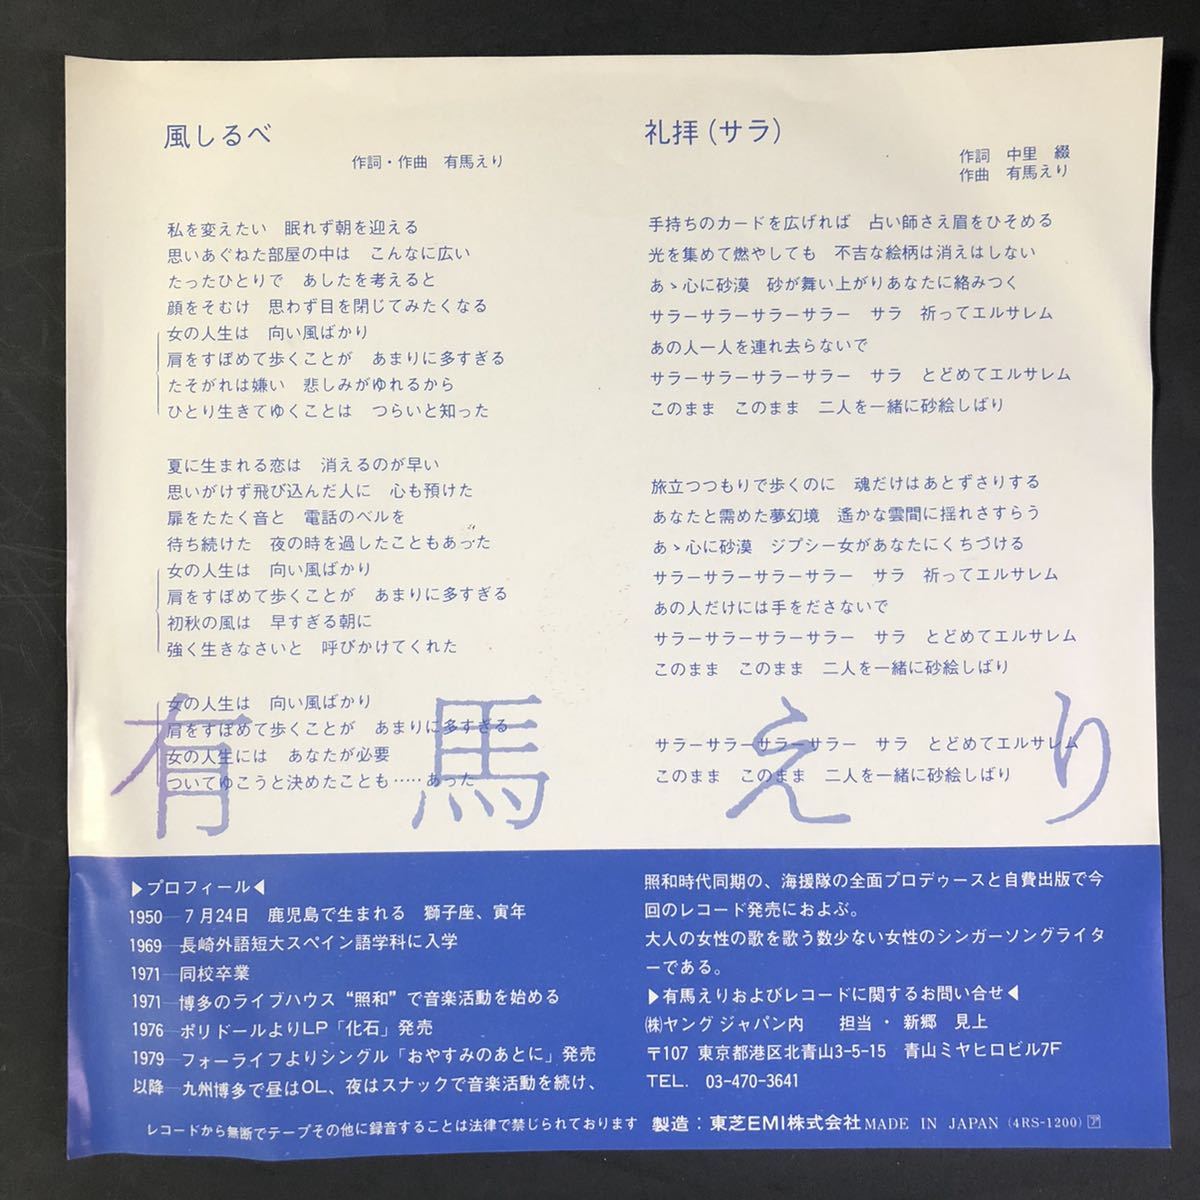 風しるべ
作詞・作曲　有馬えり
私を変えたい　眠れず朝を迎える
思いあぐねた部屋の中は　こんなに広い
たったひとりで　あしたを考えると
顔をそむけ　思わず目を閉じてみたくなる
女の人生は　向い風ばかり
肩をすぼめて歩くことが　あまりに多すぎる
たそがれは嫌い　悲しみがゆれるから
ひとり生きてゆくことは　つらいと知った
夏に生まれる恋は　消えるのが早い
思いがけず飛び込んだ人に　心も預けた
扉をたたく音と　電話のベルを
待ち続けた　夜の時を過したこともあった
女の人生は　向い風ばかり
肩をすぼめて歩くことが　あまりに多すぎる
初秋の風は　早すぎる朝に
強く生きなさいと　呼びかけてくれた
女の人生は　向い風ばかり
肩をすぼめて歩くことが　あまりに多すぎる
女の人生には　あなたが必要
ついてゆこうと決めたことも……あった
礼拝（サラ）
作詞　中里　綴
作曲　有馬えり
手持ちのカードを広げれば　占い師さえ眉をひそめる
光を集めて燃やしても　不吉な絵柄は消えはしない
あゝ心に砂漠　砂が舞い上がりあなたに絡みつく
サラーサラーサラーサラー　サラ　祈ってエルサレム
あの人一人を連れ去らないで
サラーサラーサラーサラー　サラ　とどめてエルサレム
このまま　このまま　二人を一緒に砂絵しばり
旅立つつもりで歩くのに　魂だけはあとずさりする
あなたと需めた夢幻境　遙かな雲間に揺れさすらう
あゝ心に砂漠　ジプシー女があなたにくちづける
サラーサラーサラーサラー　サラ　祈ってエルサレム
あの人だけには手をださないで
サラーサラーサラーサラー　サラ　とどめてエルサレム
このまま　このまま　二人を一緒に砂絵しばり
サラーサラーサラーサラー　サラ　とどめてエルサレム
このまま　このまま　二人を一緒に砂絵しばり
有馬えり
▶プロフィール◀
1950─7月24日　鹿児島で生まれる　獅子座、寅年
1969─長崎外語短大スペイン語学科に入学
1971─同校卒業
1971─博多のライブハウス“照和”で音楽活動を始める
1976─ポリドールよりLP「化石」発売
1979─フォーライフよりシングル「おやすみのあとに」発売
以降─九州博多で昼はOL、夜はスナックで音楽活動を続け、
照和時代同期の、海援隊の全面プロデゥースと自費出版で今
回のレコード発売におよぶ。
大人の女性の歌を歌う数少ない女性のシンガーソングライタ
ーである。
▶有馬えりおよびレコードに関するお問い合せ◀
㈱ヤングジャパン内　担当・新郷　見上
〒107 東京都港区北青山3-5-15　青山ミヤヒロビル7F
TEL. 03-470-3641
レコードから無断でテープその他に録音することは法律で禁じられております　製造：東芝EMI株式会社 MADE IN JAPAN (4RS-1200) ア